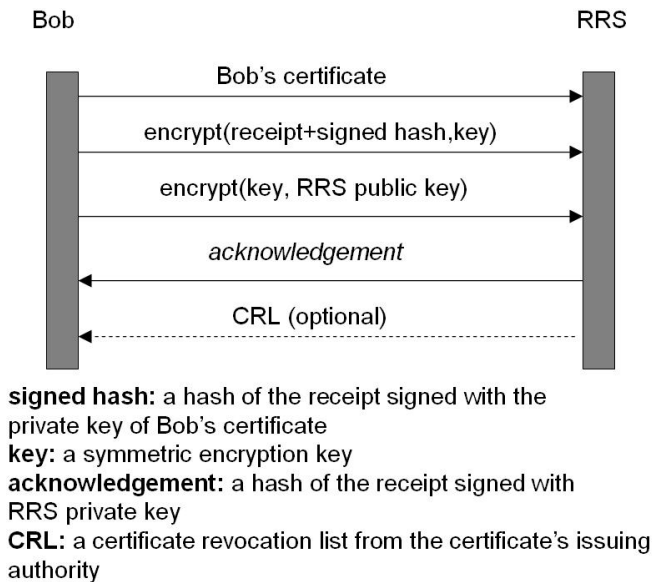 Bob RRS
Bob's certificate
encrypt(receipt+signed hash,key)
encrypt(key, RRS public key)
acknowledgement
CRL (optional)
signed hash: a hash of the receipt signed with the
private key of Bob's certificate
key: a symmetric encryption key
acknowledgement: a hash of the receipt signed with
RRS private key
CRL: a certificate revocation list from the certificate's issuing
authority